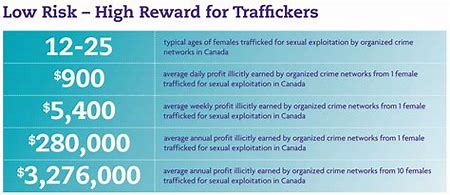 Low Risk – High Reward for Traffickers
12-25
typical ages of females trafficked for sexual exploitation by organized crime
networks in Canada
$900
average daily profit illicitly earned by organized crime networks from 1 female
trafficked for sexual exploitation in Canada
$5,400
average weekly profit illicitly earned by organized crime networks from 1 female
trafficked for sexual exploitation in Canada
$280,000
average annual profit illicitly earned by organized crime networks from 1 female
trafficked for sexual exploitation in Canada
$3,276,000
average annual profit illicitly earned by organized crime networks from 10 females
trafficked for sexual exploitation in Canada